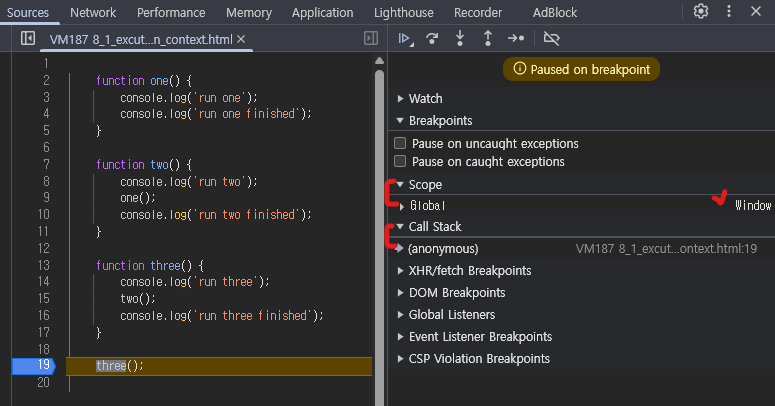 Sources Network Performance Memory Application Lighthouse Recorder AdBlock
VM187 8_1_excut...n_context.html
1
2 function one() {
3 console.log('run one');
4 console.log('run one finished');
5 }
6
7 function two() {
8 console.log('run two');
9 one();
10 console.log('run two finished');
11 }
12
13 function three() {
14 console.log('run three');
15 two();
16 console.log('run three finished');
17 }
18
19 three();
20
Paused on breakpoint
Watch
Breakpoints
Pause on uncaught exceptions
Pause on caught exceptions
Scope
Global Window
Call Stack
(anonymous) VM187 8_1_excut...ontext.html:19
XHR/fetch Breakpoints
DOM Breakpoints
Global Listeners
Event Listener Breakpoints
CSP Violation Breakpoints